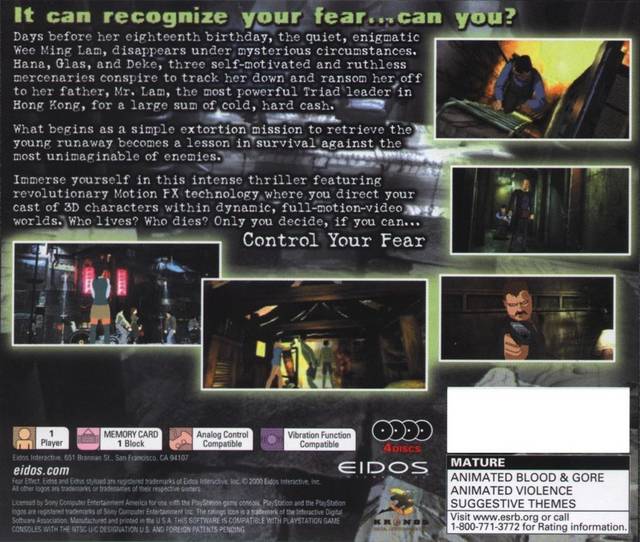 It can recognize your fear...can you?
Days before her eighteenth birthday, the quiet, enigmatic
Wee Ming Lam, disappears under mysterious circumstances.
Hana, Glas, and Deke, three self-motivated and ruthless
mercenaries conspire to track her down and ransom her off
to her father, Mr. Lam, the most powerful Triad leader in
Hong Kong, for a large sum of cold, hard cash.
What begins as a simple extortion mission to retrieve the
young runaway becomes a lesson in survival against the
most unimaginable of enemies.
Immerse yourself in this intense thriller featuring
revolutionary Motion FX technology where you direct your
cast of 3D characters within dynamic, full-motion-video
worlds. Who lives? Who dies? Only you decide, if you can...
Control Your Fear
1
Player
MEMORY CARD
1 Block
Analog Control
Compatible
Vibration Function
Compatible
4 DISCS
Eidos Interactive, 651 Brannan St., San Francisco, CA 94107
eidos.com
EIDOS
Fear Effect, Eidos and Eidos stylized are registered trademarks of Eidos Interactive, Inc. © 2000 Eidos Interactive, Inc.
All other logos are trademarks or tradenames of their respective owners.
Licensed by Sony Computer Entertainment America for use with the PlayStation game console. PlayStation and the PlayStation
logos are registered trademarks of Sony Computer Entertainment Inc. The ratings icon is a trademark of the Interactive Digital
Software Association. Manufactured and printed in the U.S.A. THIS SOFTWARE IS COMPATIBLE WITH PLAYSTATION GAME
CONSOLES WITH THE NTSC U/C DESIGNATION. U.S. AND FOREIGN PATENTS PENDING.
KRONOS
MATURE
ANIMATED BLOOD & GORE
ANIMATED VIOLENCE
SUGGESTIVE THEMES
Visit www.esrb.org or call
1-800-771-3772 for Rating information.